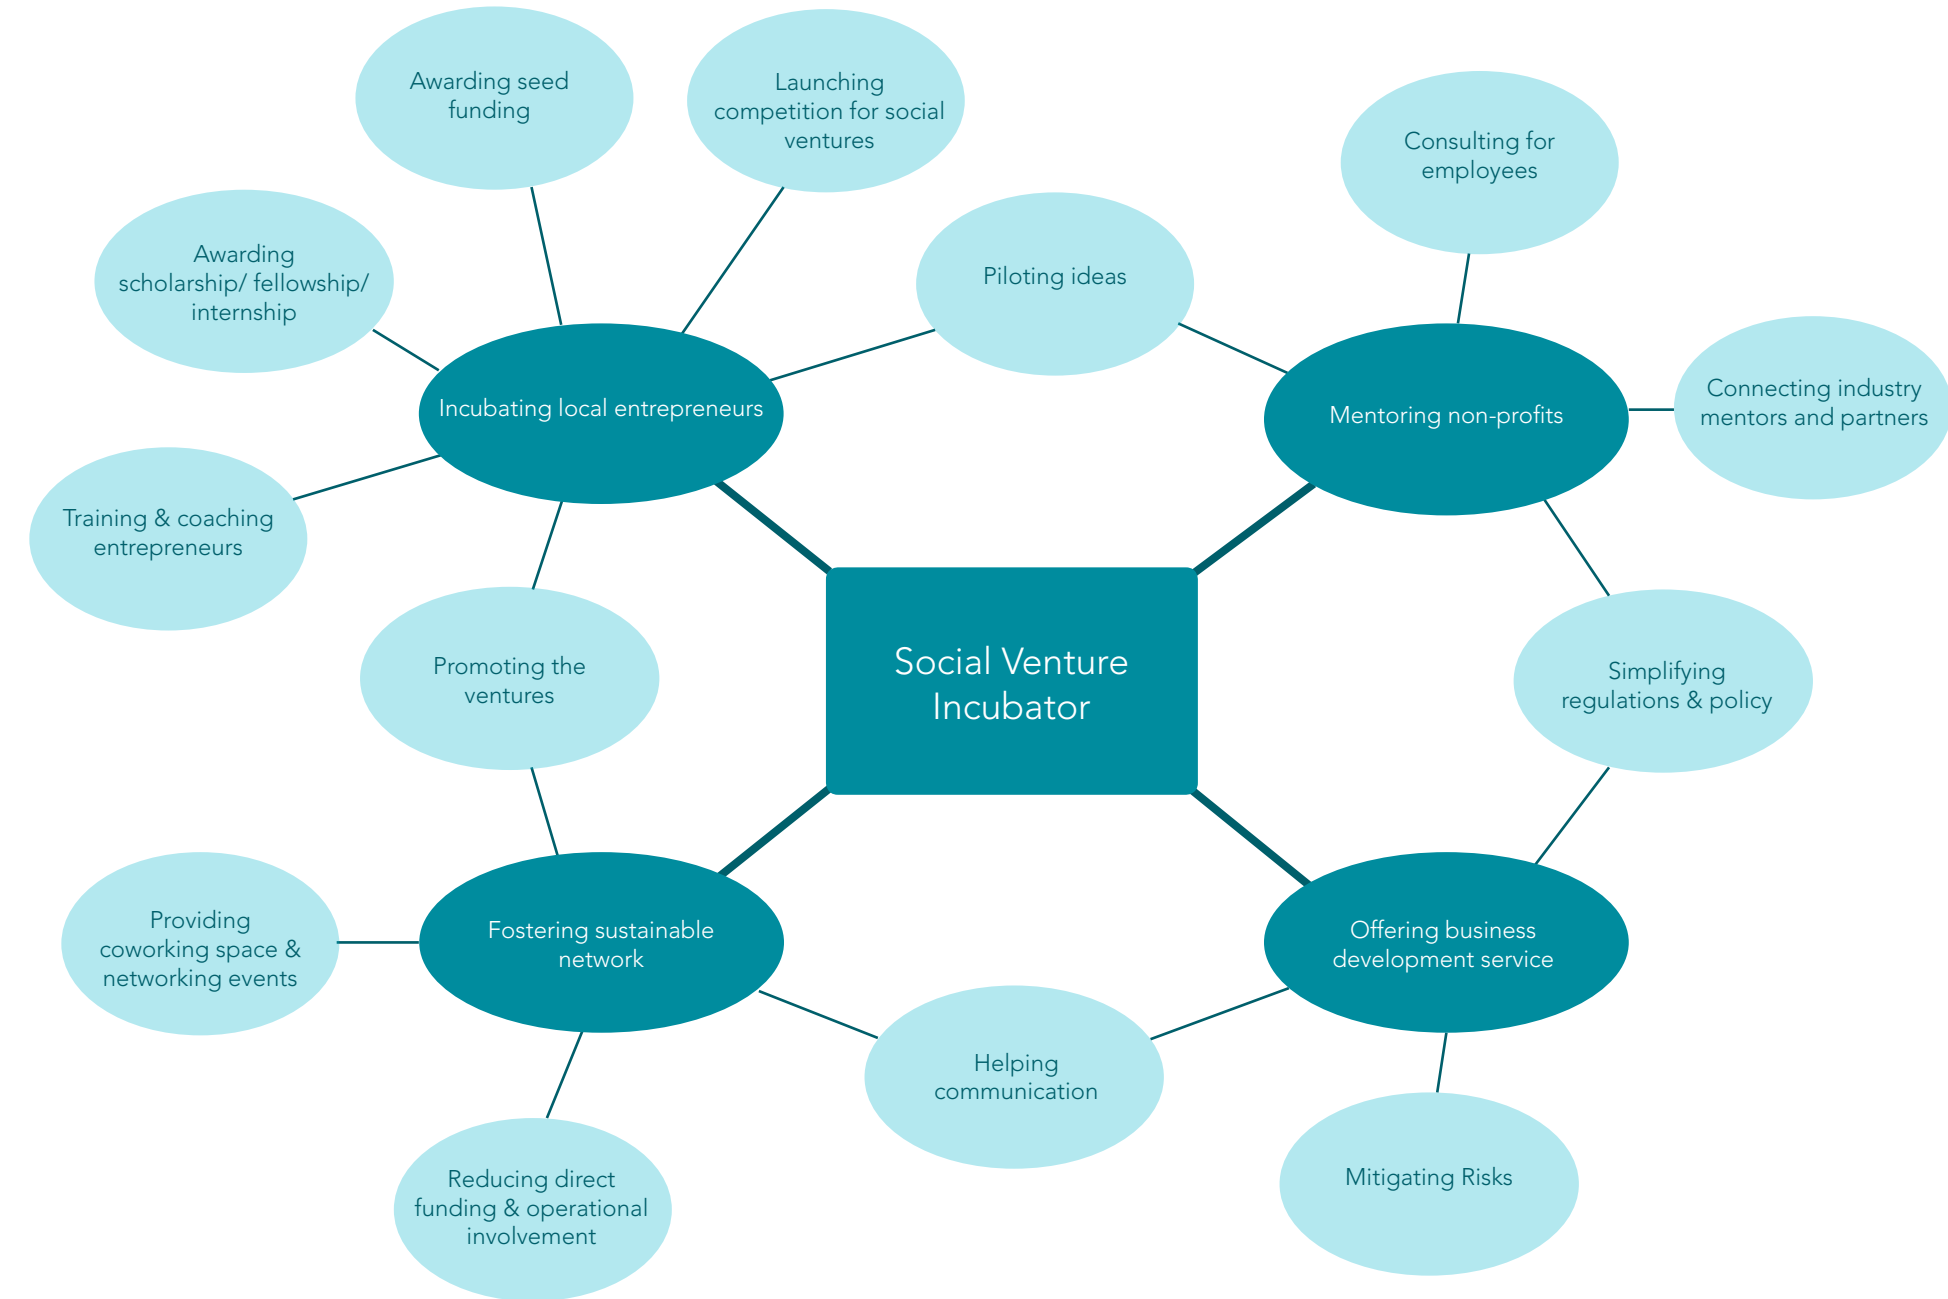 Awarding seed
funding
Launching
competition for social
ventures
Consulting for
employees
Awarding
scholarship/ fellowship/
internship
Piloting ideas
Incubating local entrepreneurs
Mentoring non-profits
Connecting industry
mentors and partners
Training & coaching
entrepreneurs
Promoting the
ventures
Social Venture
Incubator
Simplifying
regulations & policy
Providing
coworking space &
networking events
Fostering sustainable
network
Offering business
development service
Helping
communication
Reducing direct
funding & operational
involvement
Mitigating Risks